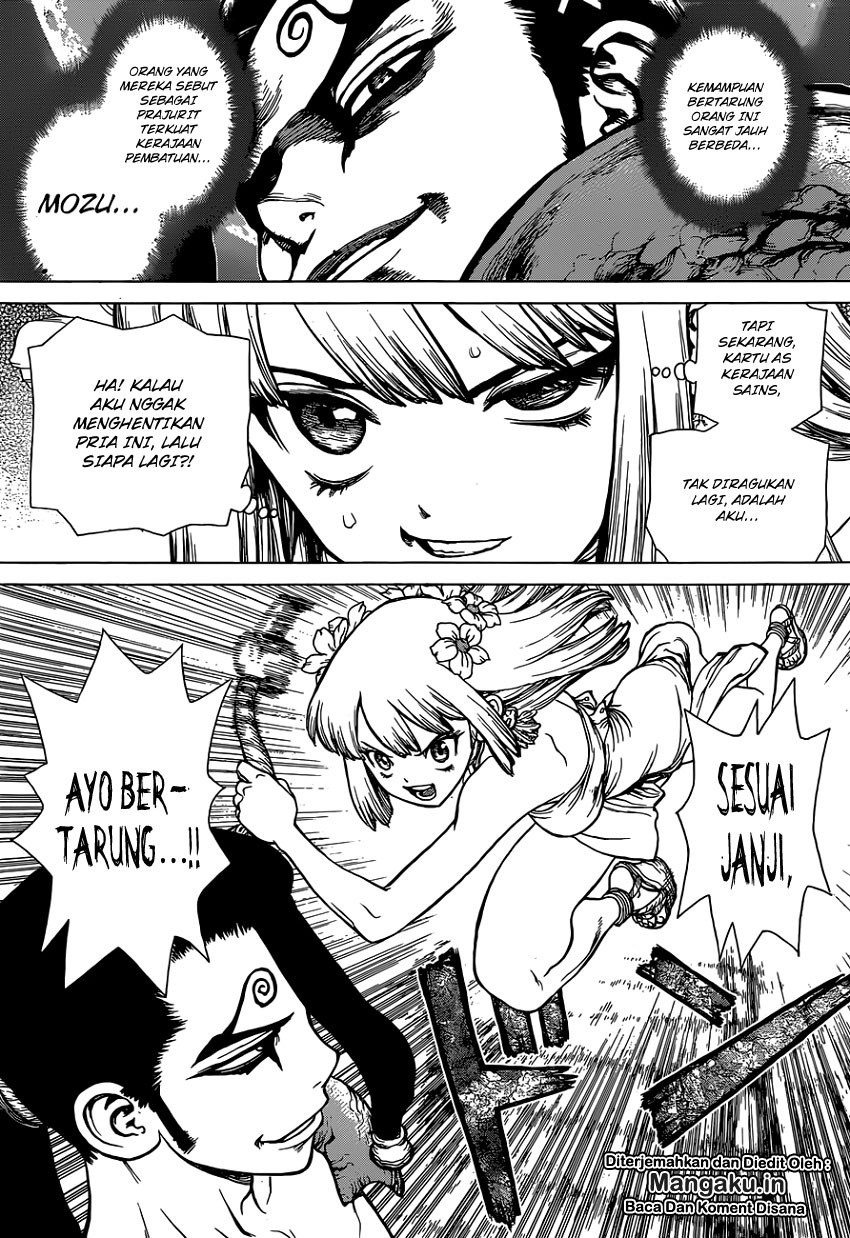 KEMAMPUAN
BERTARUNG
ORANG INI
SANGAT JAUH
BERBEDA...
ORANG YANG
MEREKA SEBUT
SEBAGAI
PRAJURIT
TERKUAT
KERAJAAN
PEMBATUAN...
MOZU...
TAPI
SEKARANG,
KARTU AS
KERAJAAN
SAINS,
TAK DIRAGUKAN
LAGI, ADALAH
AKU...
HA! KALAU
AKU NGGAK
MENGHENTIKAN
PRIA INI, LALU
SIAPA LAGI?!
SESUAI
JANJI,
AYO BER-
TARUNG...!!
ド
Diterjemahkan dan Diedit Oleh :
Mangaku.in
Baca Dan Koment Disana